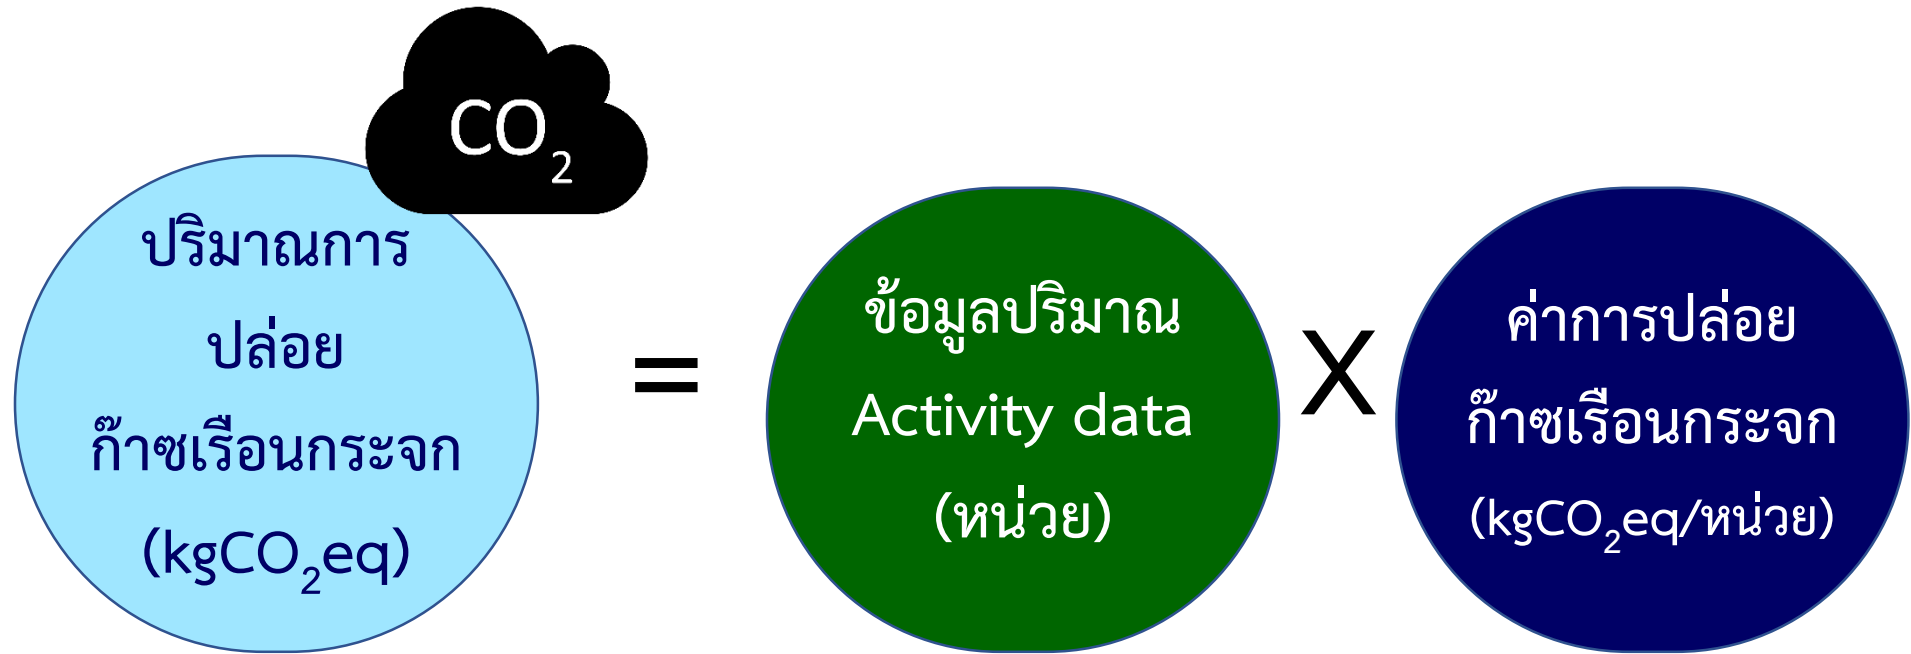 CO₂
ปริมาณการ
ปล่อย
ก๊าซเรือนกระจก
(kgCO₂eq)
=
ข้อมูลปริมาณ
Activity data
(หน่วย)
X
ค่าการปล่อย
ก๊าซเรือนกระจก
(kgCO₂eq/หน่วย)